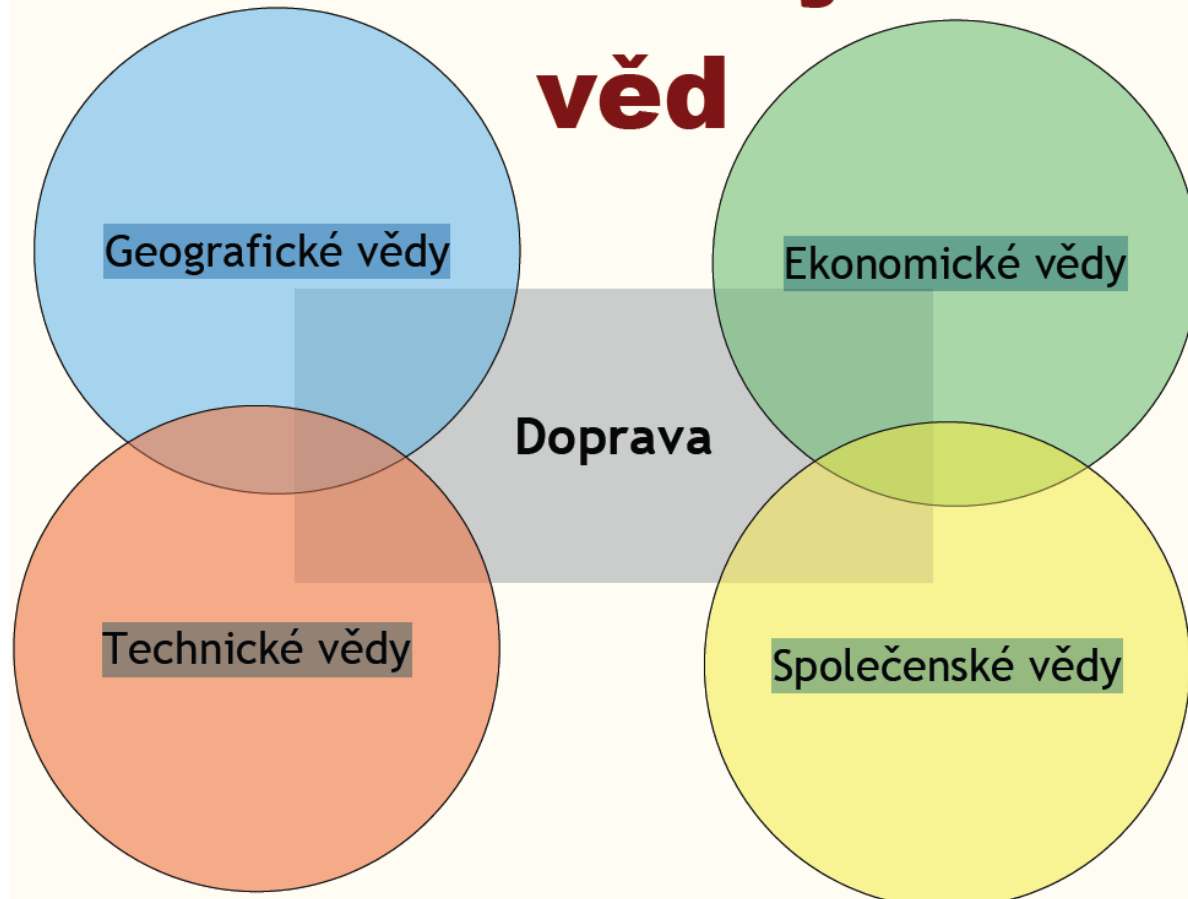 věd
Geografické vědy
Ekonomické vědy
Doprava
Technické vědy
Společenské vědy